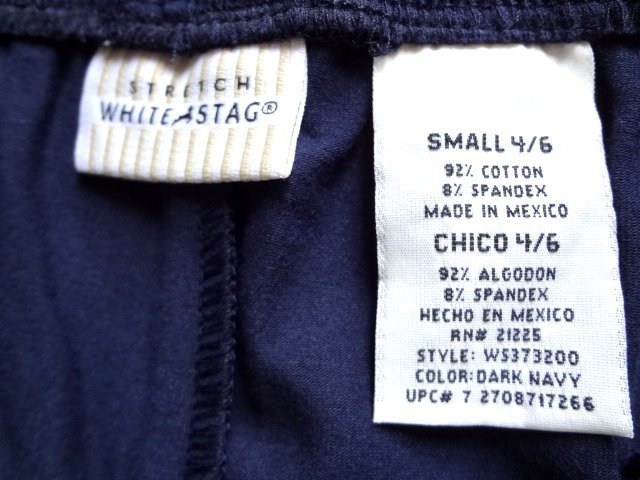 STRETCH
WHITE STAG®
SMALL 4/6
92% COTTON
8% SPANDEX
MADE IN MEXICO
CHICO 4/6
92% ALGODON
8% SPANDEX
HECHO EN MEXICO
RN# 21225
STYLE: WS373200
COLOR: DARK NAVY
UPC# 7 2708717266